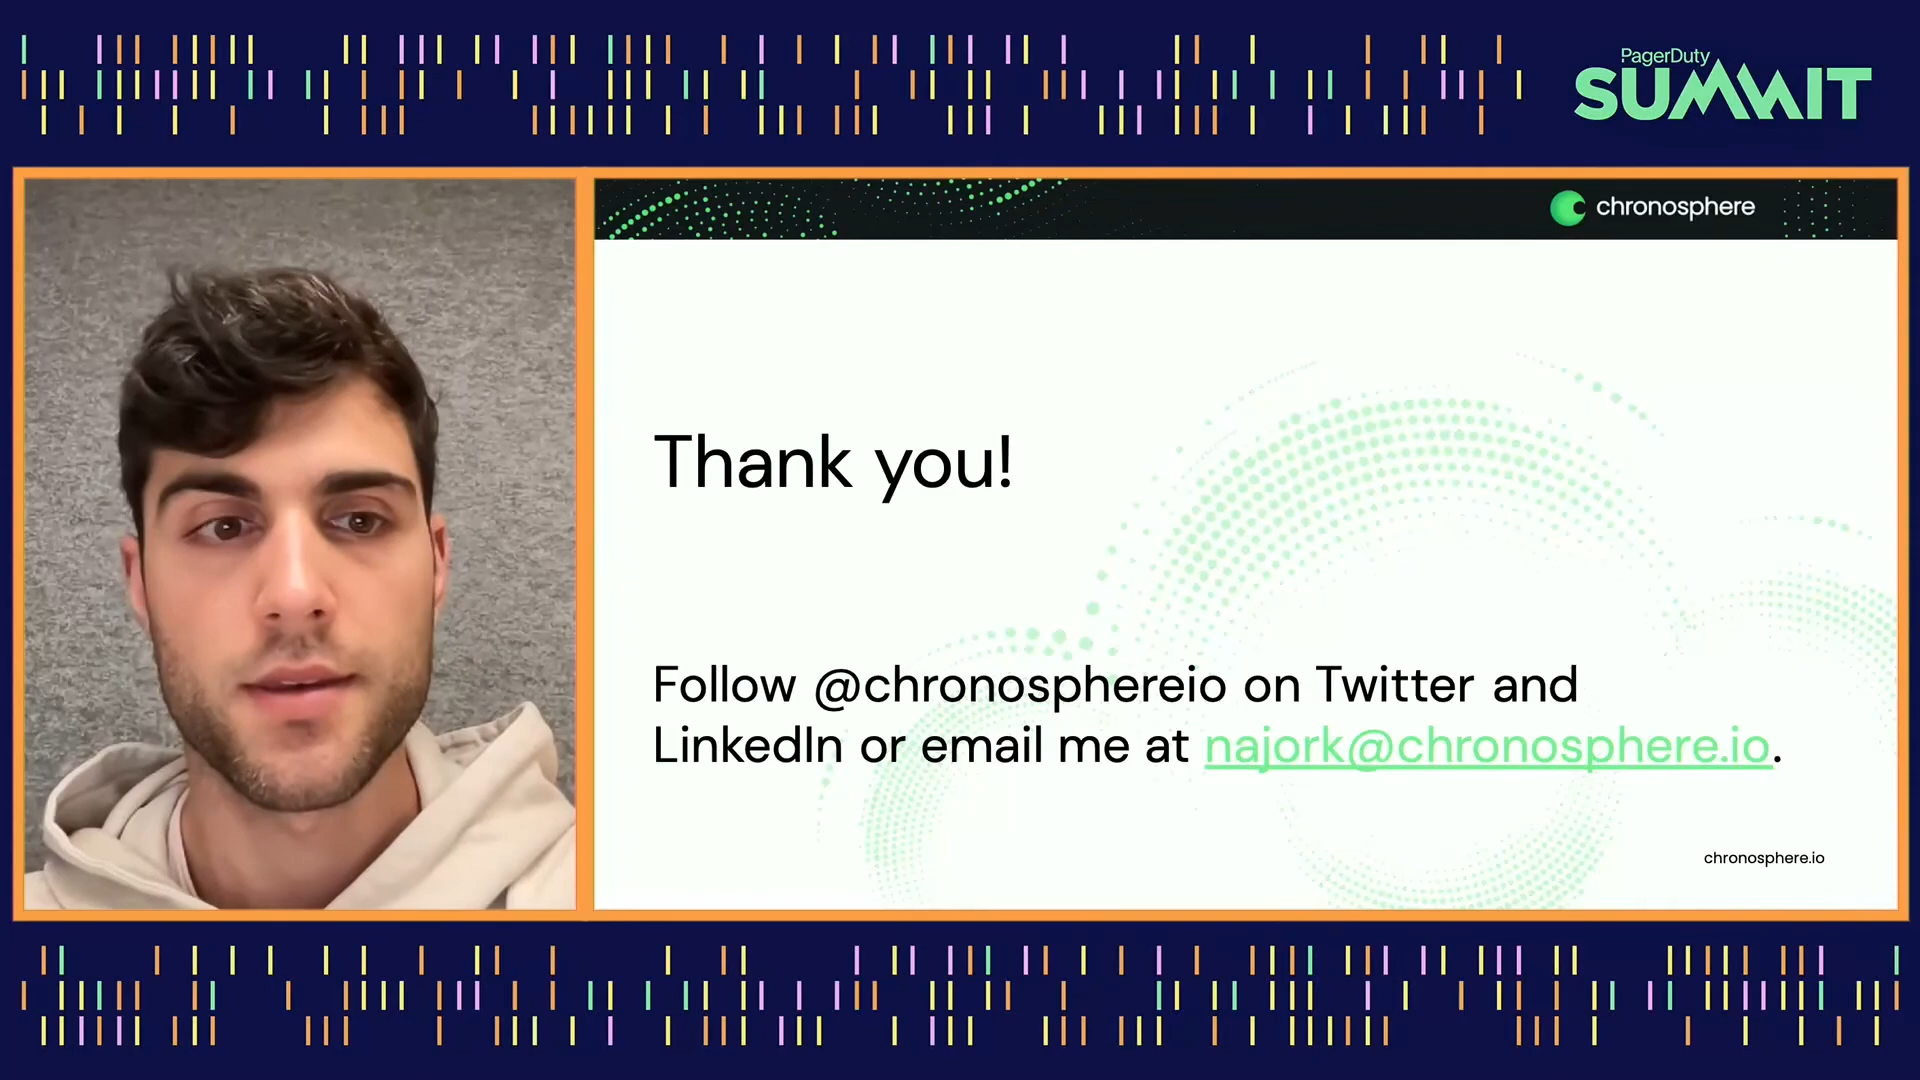 PagerDuty
SUMMIT
chronosphere
Thank you!
Follow @chronosphereio on Twitter and
LinkedIn or email me at najork@chronosphere.io.
chronosphere.io